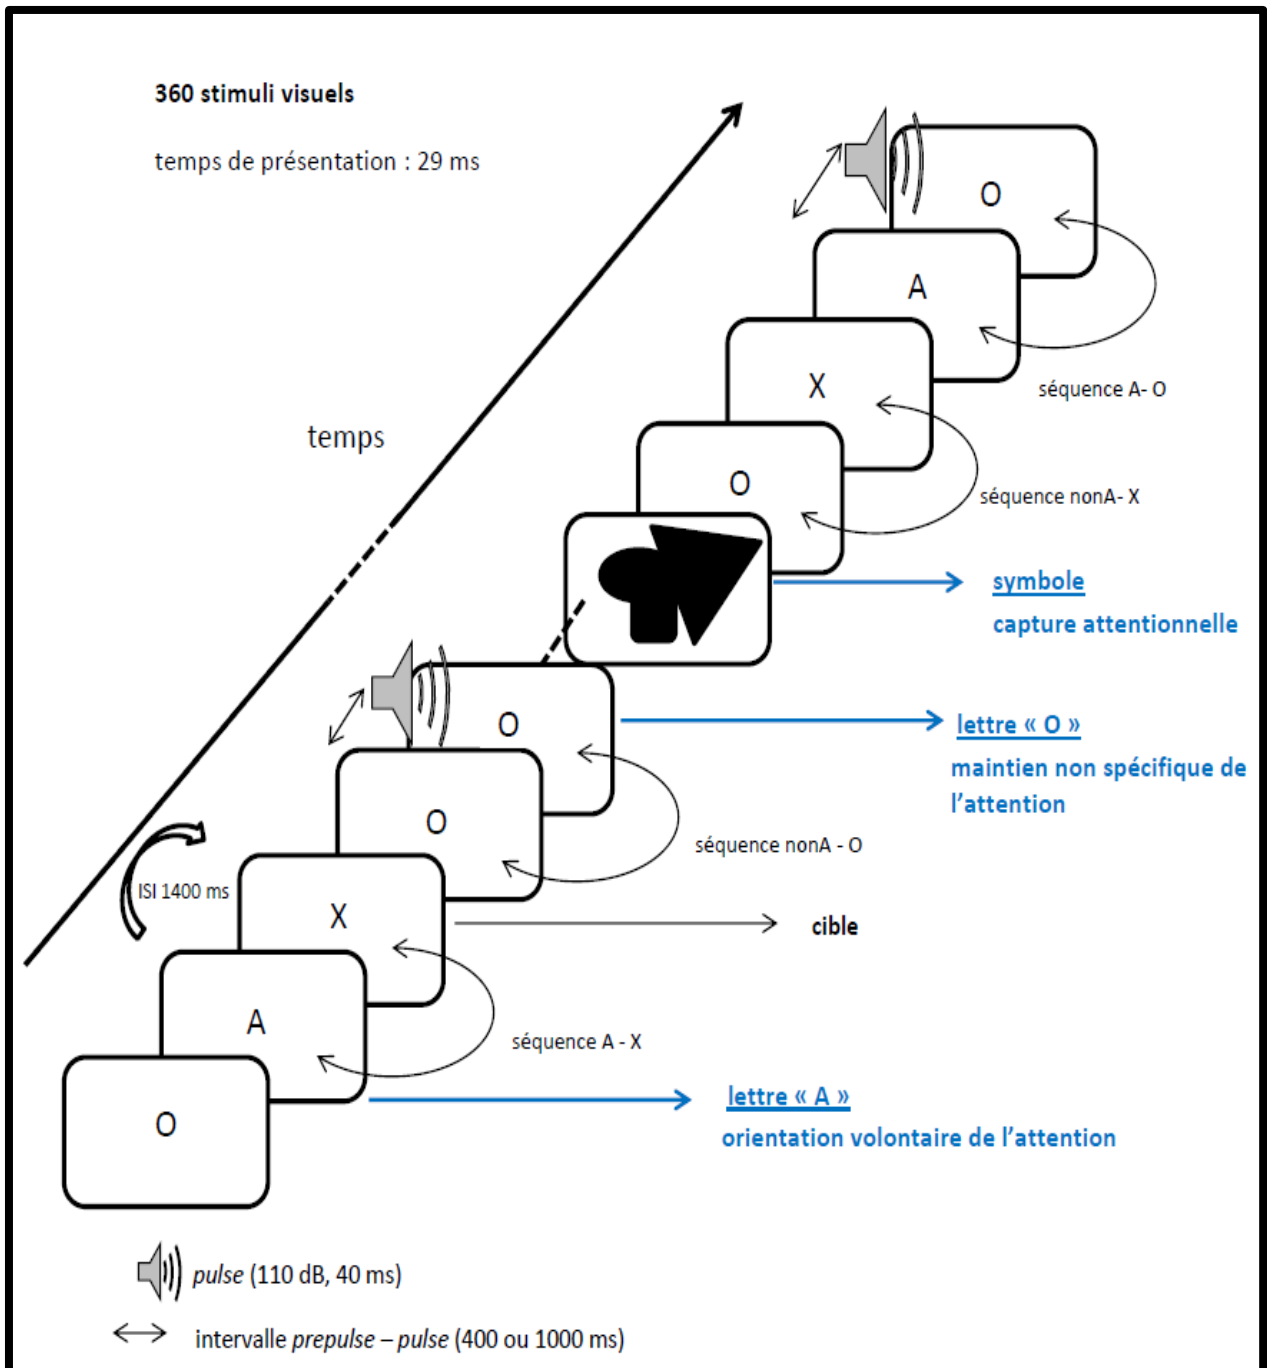 360 stimuli visuels
temps de présentation : 29 ms
O
A
séquence A- O
X
temps
O
séquence nonA- X
symbole
capture attentionnelle
O
lettre « O »
maintien non spécifique de
l’attention
O
séquence nonA - O
ISI 1400 ms
X
cible
A
séquence A - X
lettre « A »
O
orientation volontaire de l’attention
pulse (110 dB, 40 ms)
intervalle prepulse – pulse (400 ou 1000 ms)